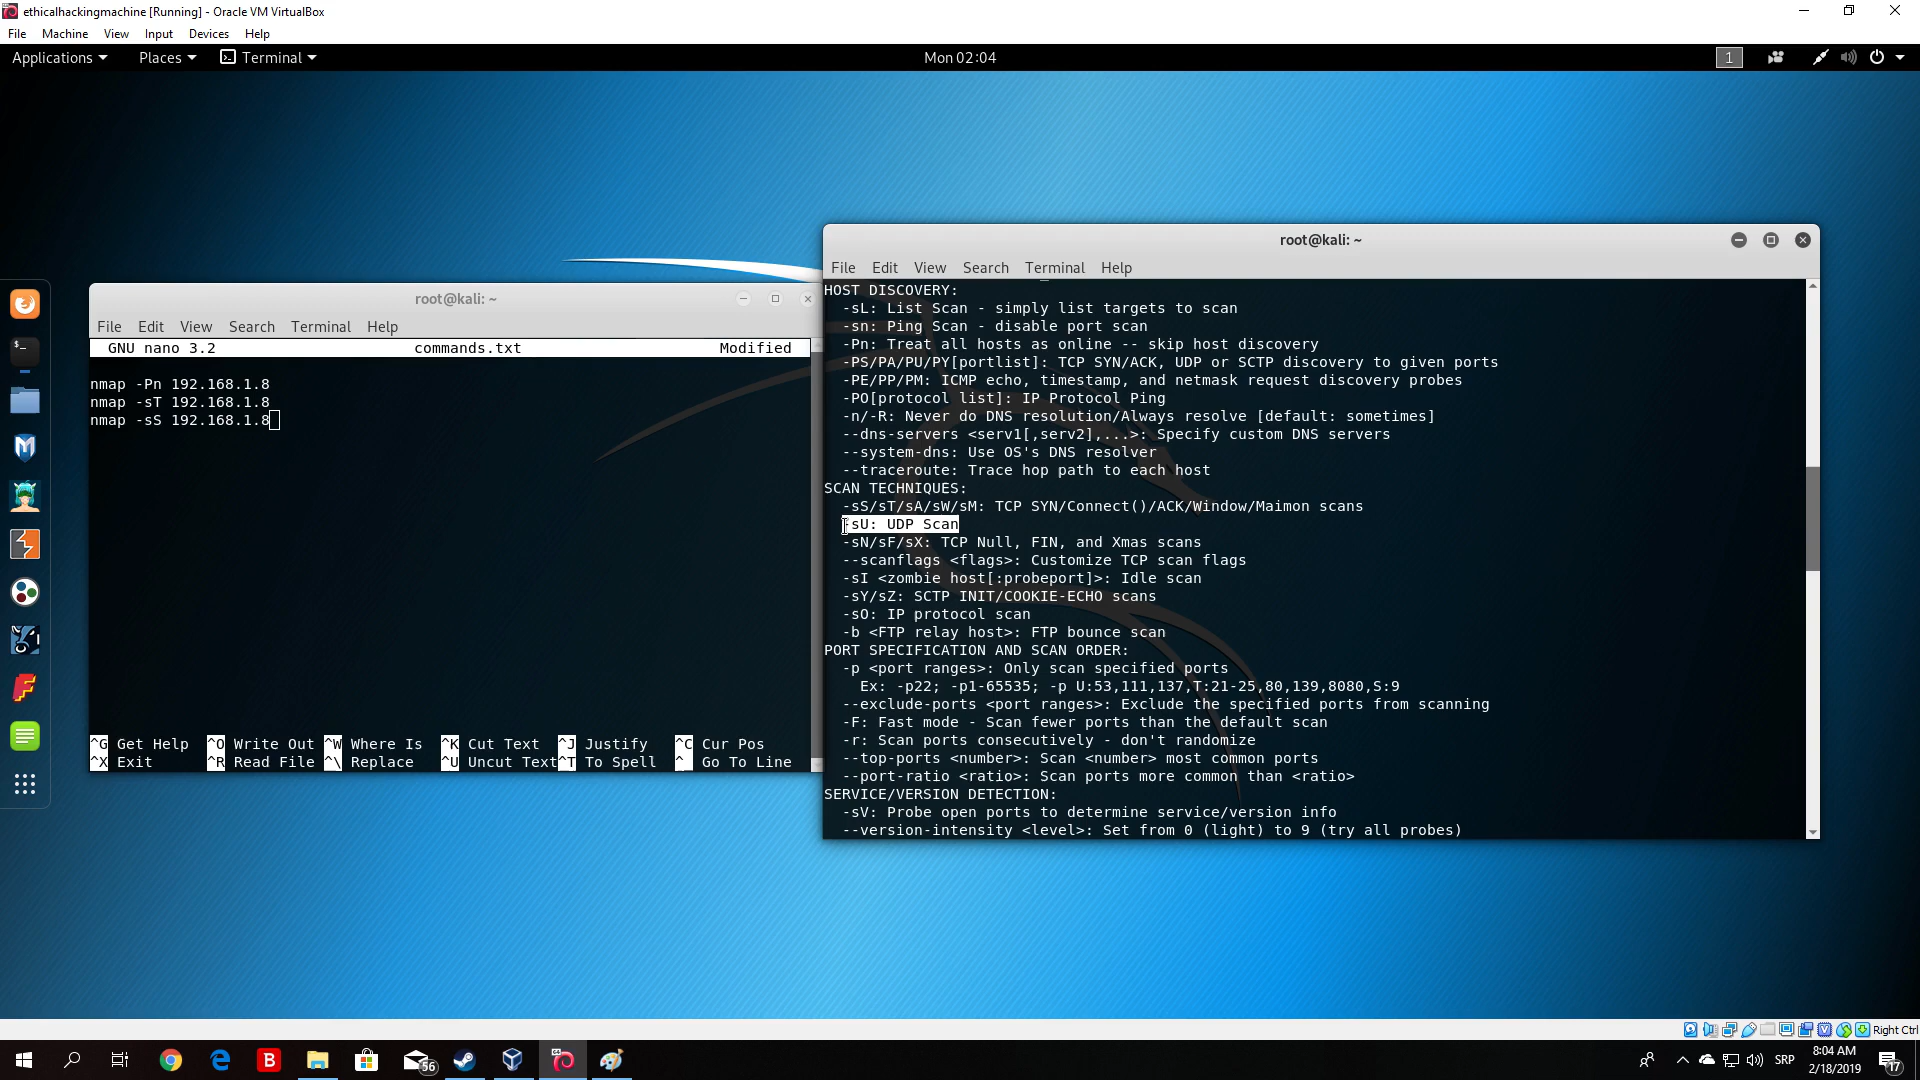 ethicalhackingmachine [Running] - Oracle VM VirtualBox
File Machine View Input Devices Help
Applications Places Terminal Mon 02:04 1
root@kali: ~
File Edit View Search Terminal Help
GNU nano 3.2 commands.txt Modified
nmap -Pn 192.168.1.8
nmap -sT 192.168.1.8
nmap -sS 192.168.1.8
^G Get Help ^O Write Out ^W Where Is ^K Cut Text ^J Justify ^C Cur Pos
^X Exit ^R Read File ^\ Replace ^U Uncut Text ^T To Spell ^_ Go To Line
root@kali: ~
File Edit View Search Terminal Help
HOST DISCOVERY:
-sL: List Scan - simply list targets to scan
-sn: Ping Scan - disable port scan
-Pn: Treat all hosts as online -- skip host discovery
-PS/PA/PU/PY[portlist]: TCP SYN/ACK, UDP or SCTP discovery to given ports
-PE/PP/PM: ICMP echo, timestamp, and netmask request discovery probes
-PO[protocol list]: IP Protocol Ping
-n/-R: Never do DNS resolution/Always resolve [default: sometimes]
--dns-servers <serv1[,serv2],...>: Specify custom DNS servers
--system-dns: Use OS's DNS resolver
--traceroute: Trace hop path to each host
SCAN TECHNIQUES:
-sS/sT/sA/sW/sM: TCP SYN/Connect()/ACK/Window/Maimon scans
-sU: UDP Scan
-sN/sF/sX: TCP Null, FIN, and Xmas scans
--scanflags <flags>: Customize TCP scan flags
-sI <zombie host[:probeport]>: Idle scan
-sY/sZ: SCTP INIT/COOKIE-ECHO scans
-sO: IP protocol scan
-b <FTP relay host>: FTP bounce scan
PORT SPECIFICATION AND SCAN ORDER:
-p <port ranges>: Only scan specified ports
Ex: -p22; -p1-65535; -p U:53,111,137,T:21-25,80,139,8080,S:9
--exclude-ports <port ranges>: Exclude the specified ports from scanning
-F: Fast mode - Scan fewer ports than the default scan
-r: Scan ports consecutively - don't randomize
--top-ports <number>: Scan <number> most common ports
--port-ratio <ratio>: Scan ports more common than <ratio>
SERVICE/VERSION DETECTION:
-sV: Probe open ports to determine service/version info
--version-intensity <level>: Set from 0 (light) to 9 (try all probes)
Right Ctrl
56
SRP
8:04 AM
2/18/2019
17